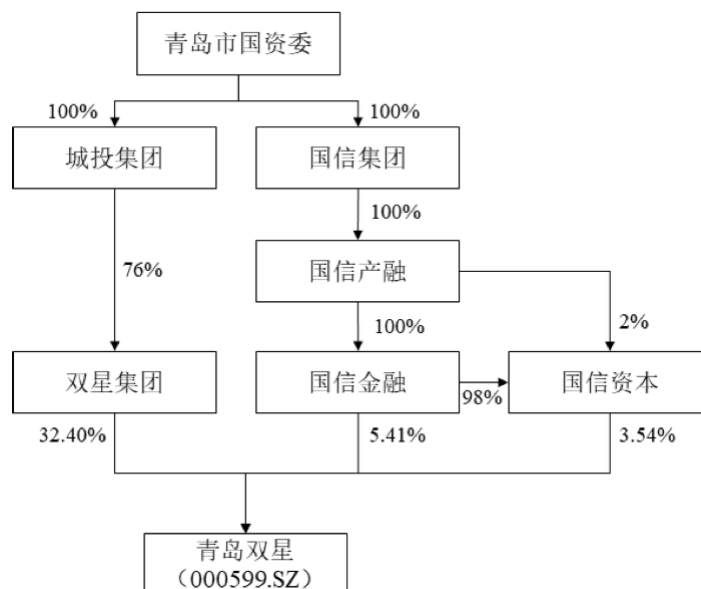 青岛市国资委
100%
100%
城投集团
国信集团
100%
76%
国信产融
100%
2%
双星集团
国信金融
98%
国信资本
32.40%
5.41%
3.54%
青岛双星
（000599.SZ）